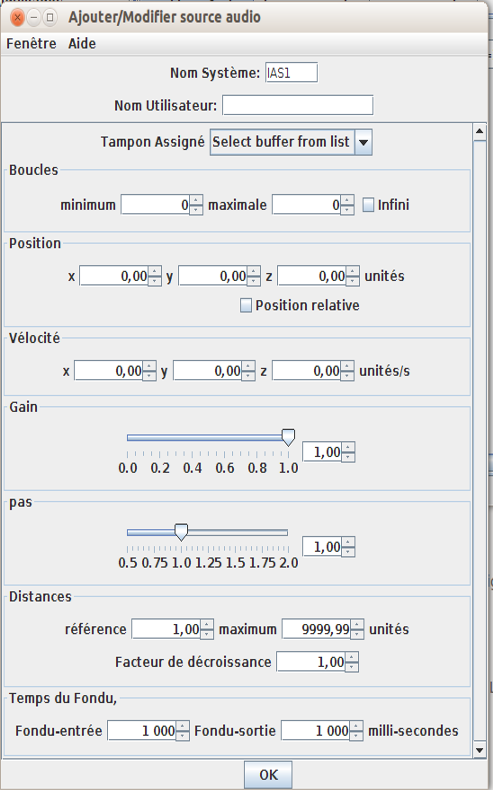 Ajouter/Modifier source audio
Fenêtre Aide
Nom Système: IAS1
Nom Utilisateur:
Tampon Assigné Select buffer from list
Boucles
minimum 0 maximale 0 Infini
Position
x 0,00 y 0,00 z 0,00 unités
Position relative
Vélocité
x 0,00 y 0,00 z 0,00 unités/s
Gain
1,00
0.0 0.2 0.4 0.6 0.8 1.0
pas
1,00
0.5 0.75 1.0 1.25 1.5 1.75 2.0
Distances
référence 1,00 maximum 9999,99 unités
Facteur de décroissance 1,00
Temps du Fondu,
Fondu-entrée 1 000 Fondu-sortie 1 000 milli-secondes
OK